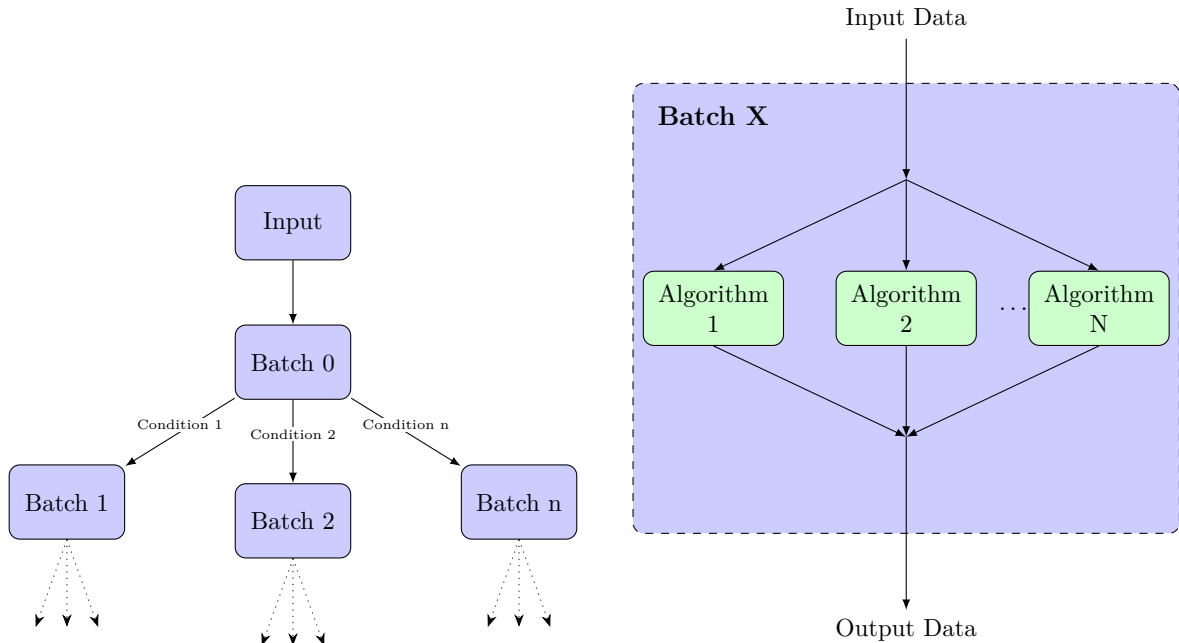 Input
Batch 0
Condition 1
Condition 2
Condition n
Batch 1
Batch 2
Batch n
Input Data
Batch X
Algorithm
1
Algorithm
2
...
Algorithm
N
Output Data